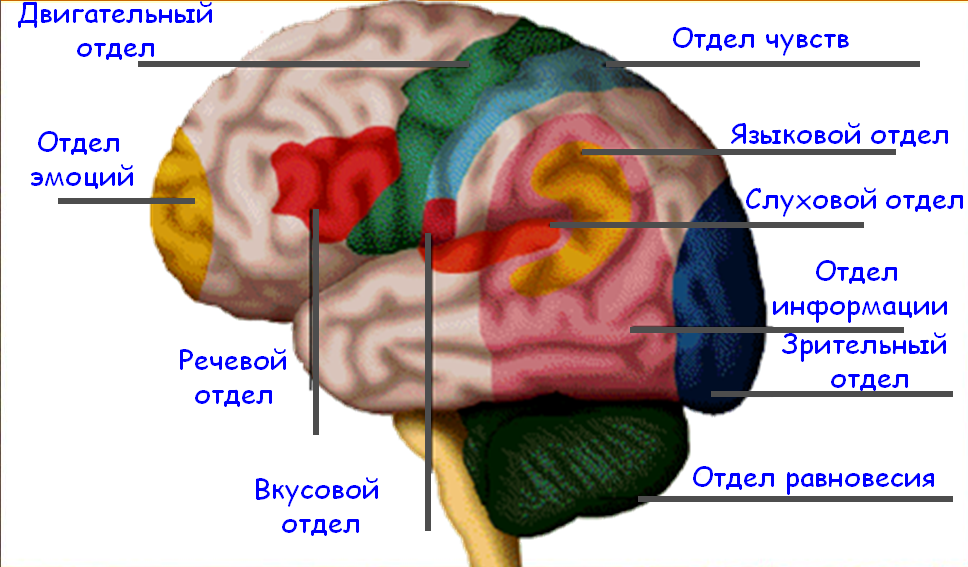 Двигательный
отдел
Отдел чувств
Отдел
эмоций
Языковой отдел
Слуховой отдел
Отдел
информации
Зрительный
отдел
Речевой
отдел
Вкусовой
отдел
Отдел равновесия